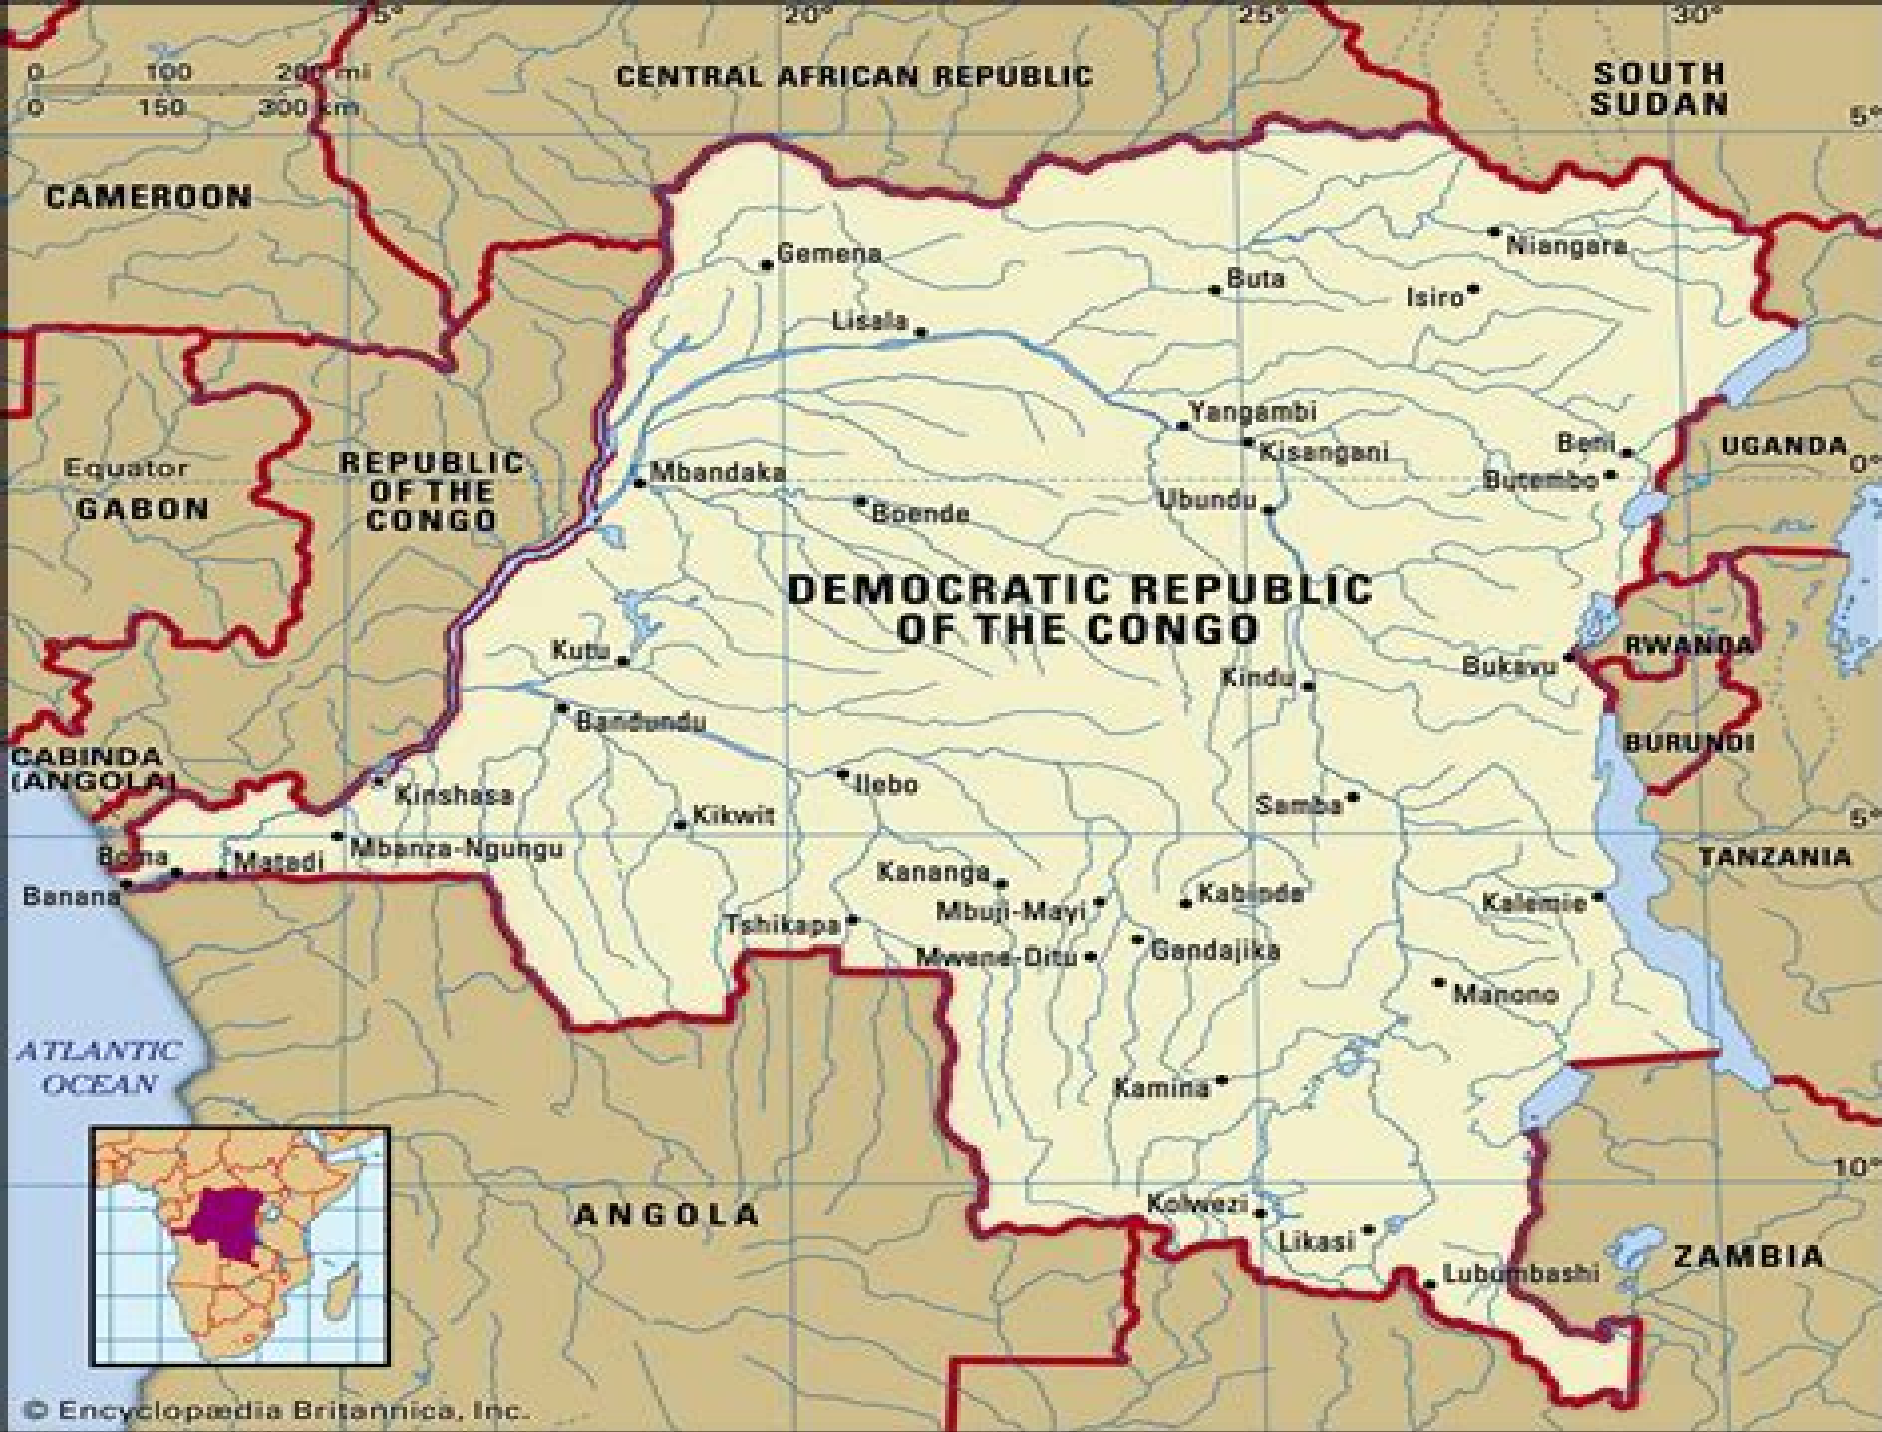 15°
20°
25°
30°
0 100 200 mi
0 150 300 km
CENTRAL AFRICAN REPUBLIC
SOUTH
SUDAN
5°
CAMEROON
Gemena
Niangara
Buta
Isiro
Lisala
Yangambi
Kisangani
Beni
UGANDA
0°
Butembo
Equator
GABON
REPUBLIC
OF THE
CONGO
Mbandaka
Boende
Ubundu
DEMOCRATIC REPUBLIC
OF THE CONGO
Kutu
Bukavu
RWANDA
Kindu
Bandundu
BURUNDI
CABINDA
(ANGOLA)
Kinshasa
Ilebo
Samba
Kikwit
5°
Mbanza-Ngungu
Boma
Matadi
TANZANIA
Banana
Kananga
Mbuji-Mayi
Kabinda
Kalemie
Tshikapa
Mwene-Ditu
Gandajika
Manono
ATLANTIC
OCEAN
Kamina
10°
Kolwezi
ANGOLA
Likasi
ZAMBIA
Lubumbashi
© Encyclopædia Britannica, Inc.